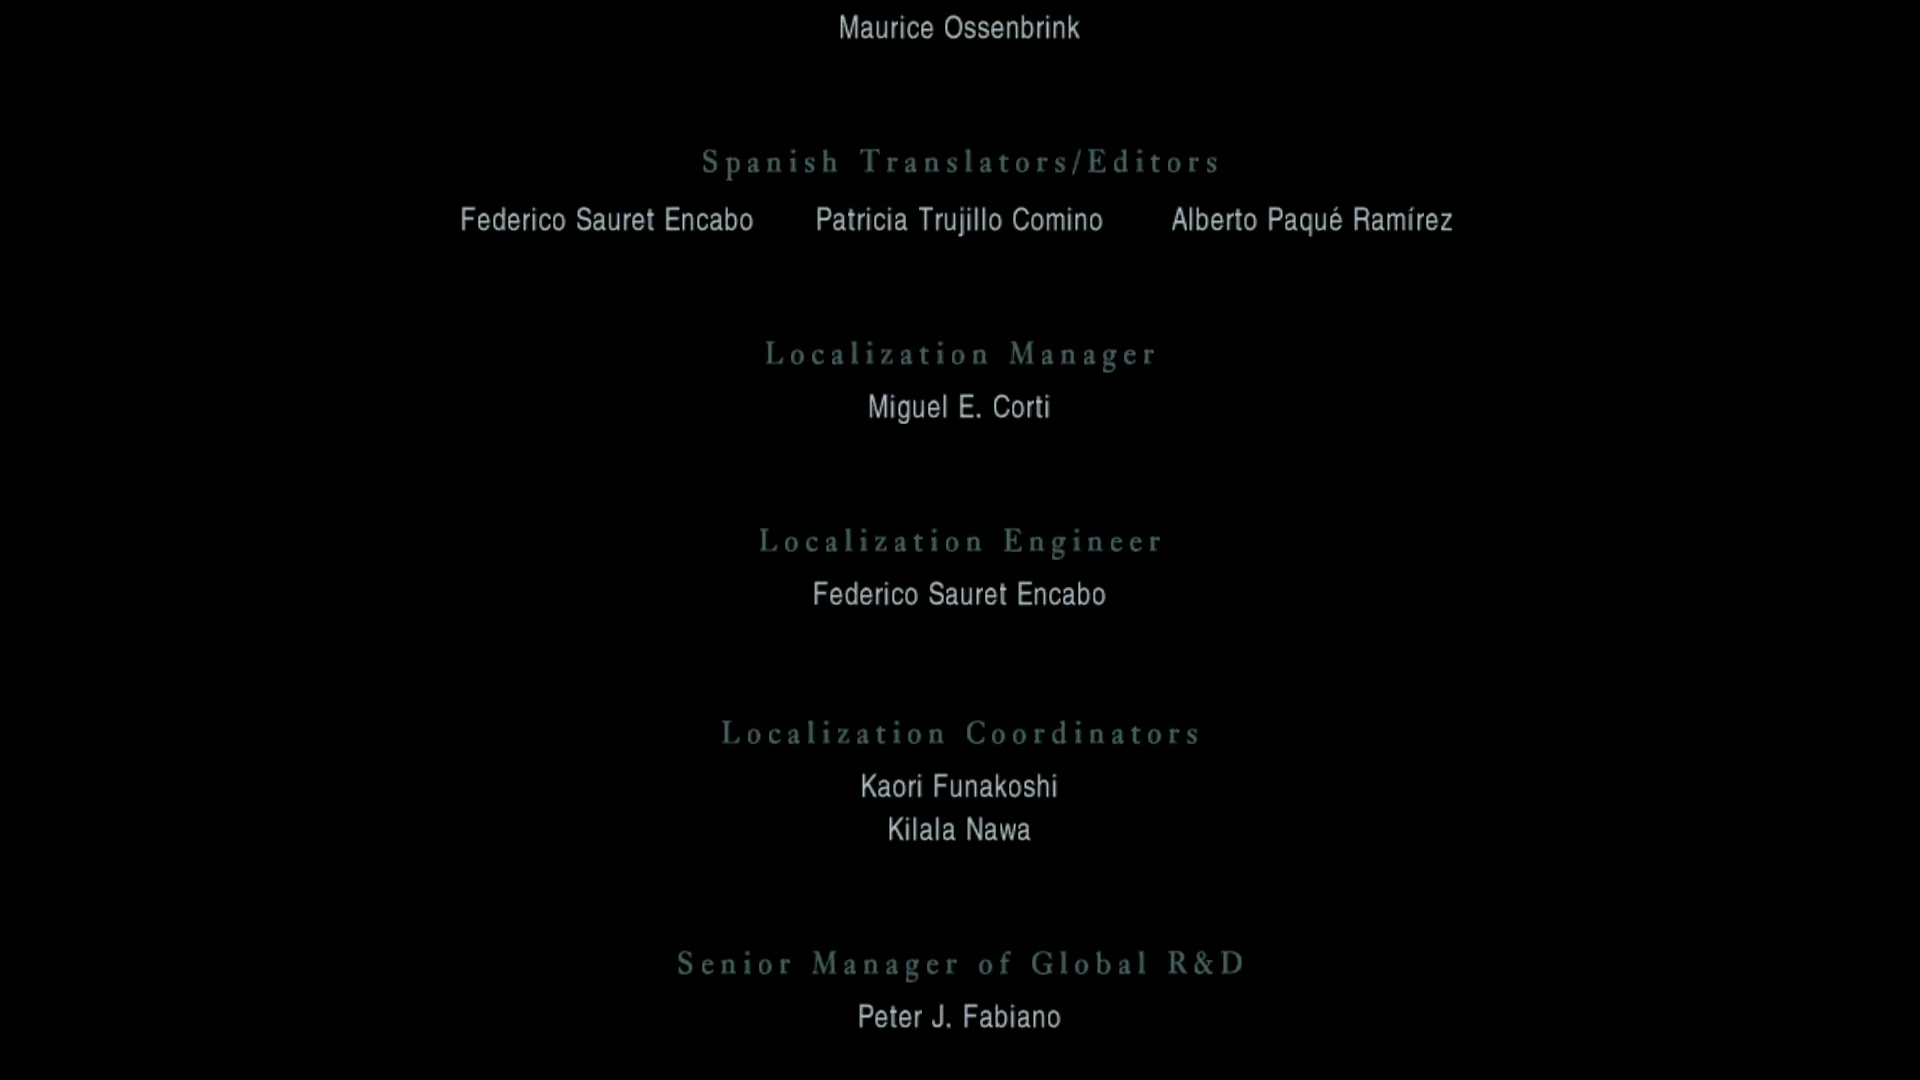 Maurice Ossenbrink
Spanish Translators/Editors
Federico Sauret Encabo Patricia Trujillo Comino Alberto Paqué Ramírez
Localization Manager
Miguel E. Corti
Localization Engineer
Federico Sauret Encabo
Localization Coordinators
Kaori Funakoshi
Kilala Nawa
Senior Manager of Global R&D
Peter J. Fabiano